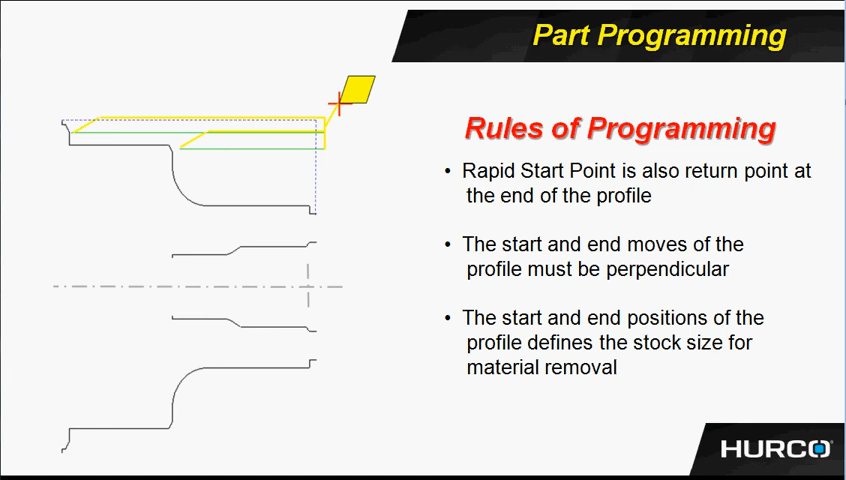 Part Programming
Rules of Programming
• Rapid Start Point is also return point at
the end of the profile
• The start and end moves of the
profile must be perpendicular
• The start and end positions of the
profile defines the stock size for
material removal
HURCO